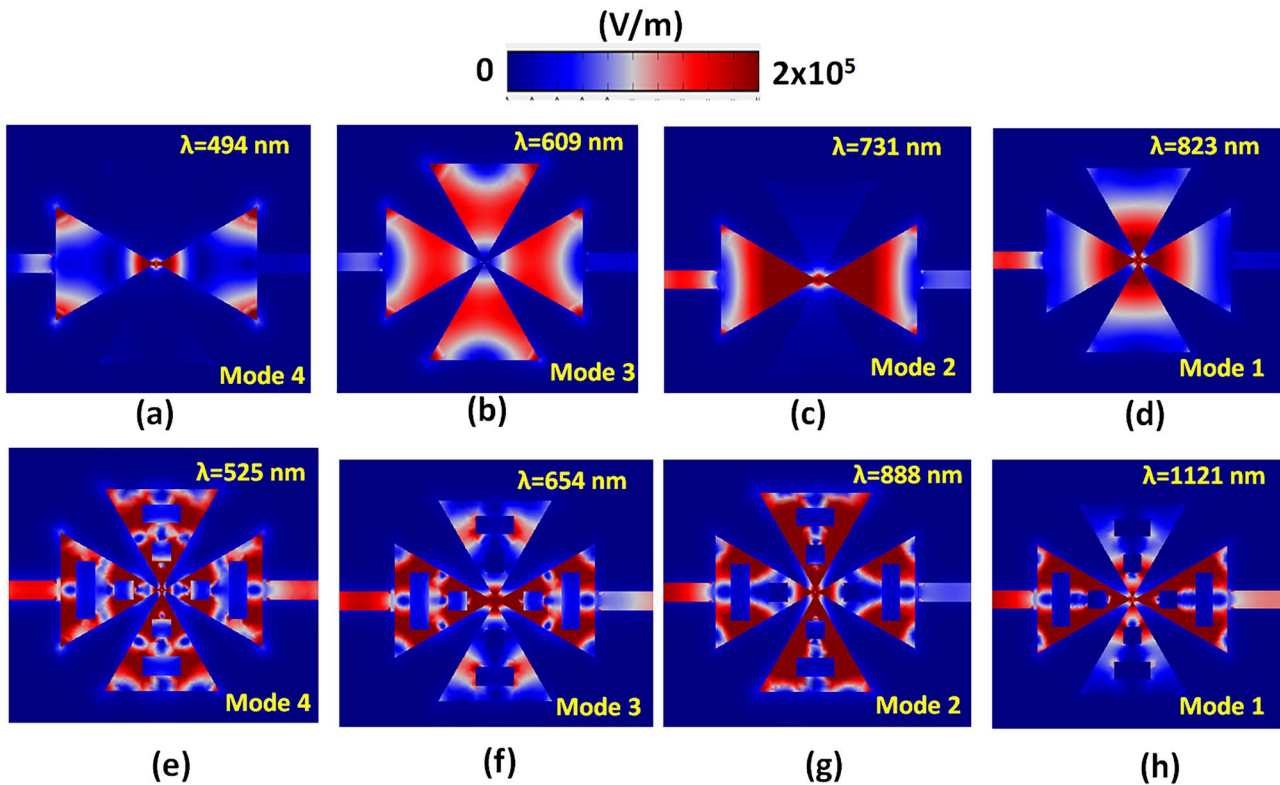 (V/m)
0 2x10⁵
λ=494 nm λ=609 nm λ=731 nm λ=823 nm
Mode 4 Mode 3 Mode 2 Mode 1
(a) (b) (c) (d)
λ=525 nm λ=654 nm λ=888 nm λ=1121 nm
Mode 4 Mode 3 Mode 2 Mode 1
(e) (f) (g) (h)